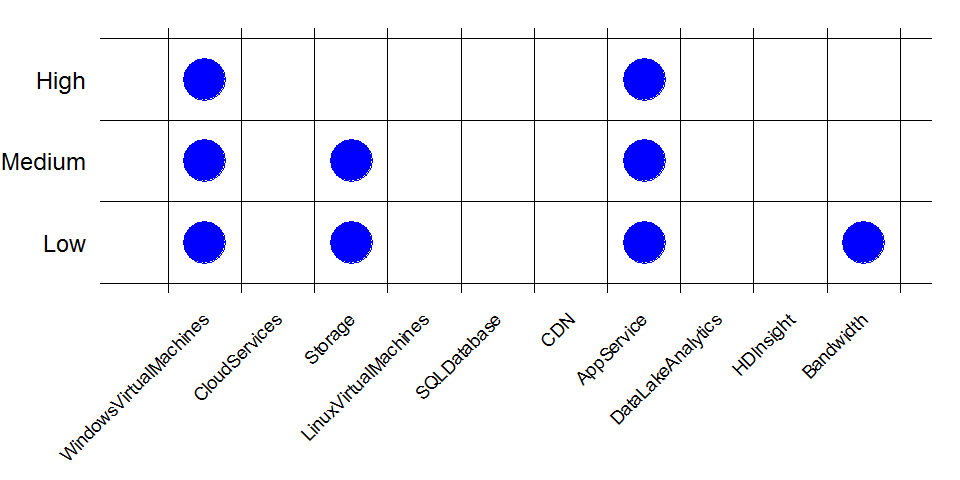 High
Medium
Low
WindowsVirtualMachines
CloudServices
Storage
LinuxVirtualMachines
SQLDatabase
CDN
AppService
DataLakeAnalytics
HDInsight
Bandwidth